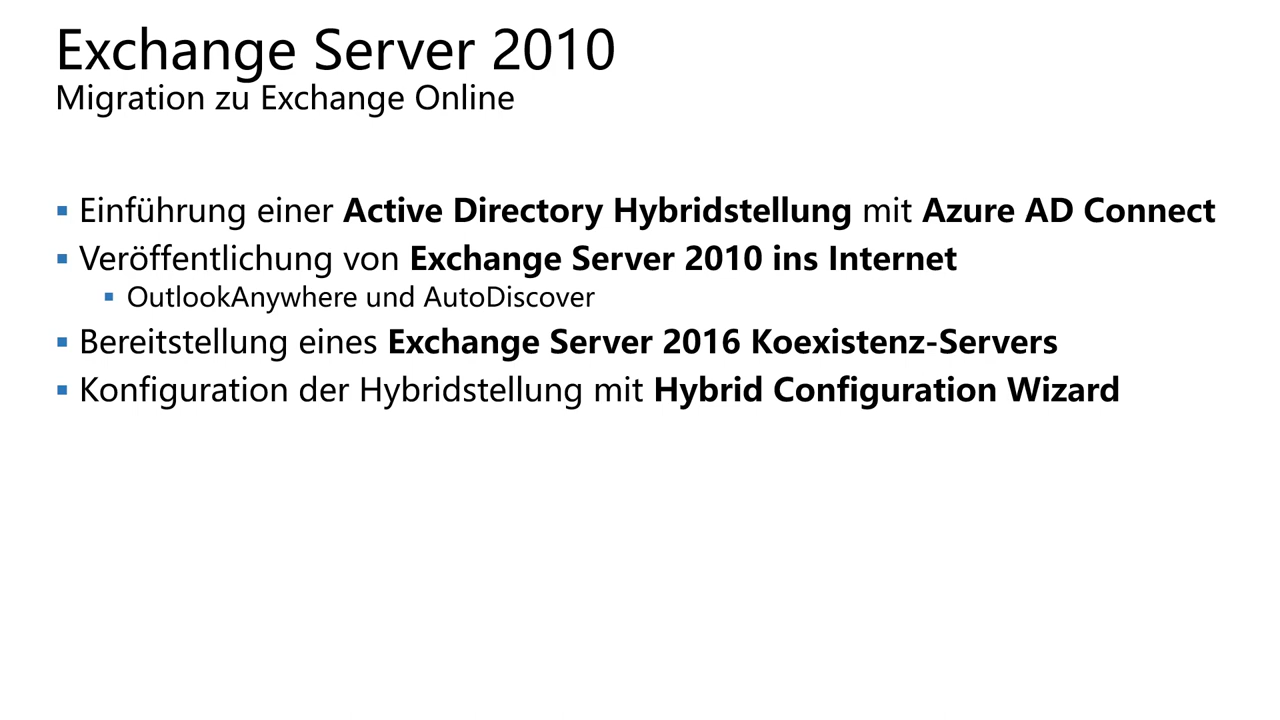 Exchange Server 2010
Migration zu Exchange Online
▪ Einführung einer Active Directory Hybridstellung mit Azure AD Connect
▪ Veröffentlichung von Exchange Server 2010 ins Internet
▪ OutlookAnywhere und AutoDiscover
▪ Bereitstellung eines Exchange Server 2016 Koexistenz-Servers
▪ Konfiguration der Hybridstellung mit Hybrid Configuration Wizard